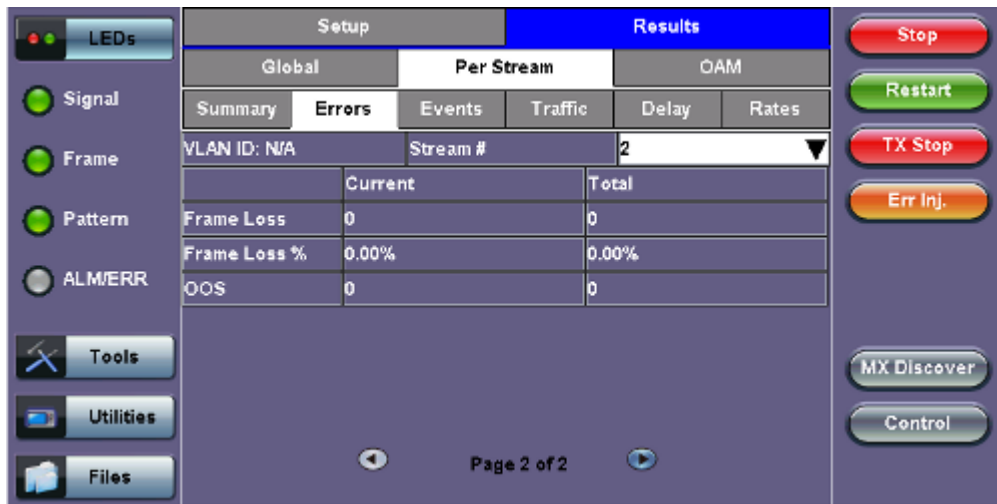 LEDs
Signal
Frame
Pattern
ALM/ERR
Tools
Utilities
Files
Setup Results
Global Per Stream OAM
Summary Errors Events Traffic Delay Rates
VLAN ID: N/A Stream # 2
Current Total
Frame Loss 0 0
Frame Loss % 0.00% 0.00%
OOS 0 0
Page 2 of 2
Stop
Restart
TX Stop
Err Inj.
MX Discover
Control